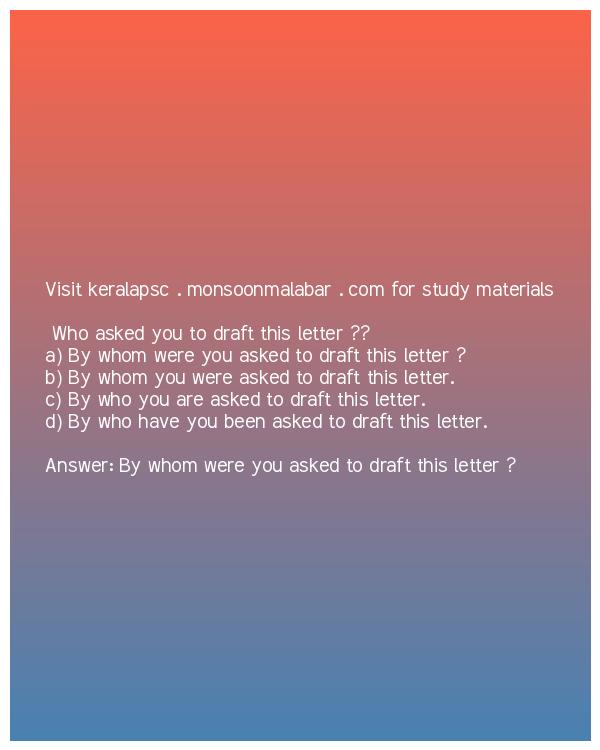 Visit keralapsc . monsoonmalabar . com for study materials
Who asked you to draft this letter ??
a) By whom were you asked to draft this letter ?
b) By whom you were asked to draft this letter.
c) By who you are asked to draft this letter.
d) By who have you been asked to draft this letter.
Answer: By whom were you asked to draft this letter ?